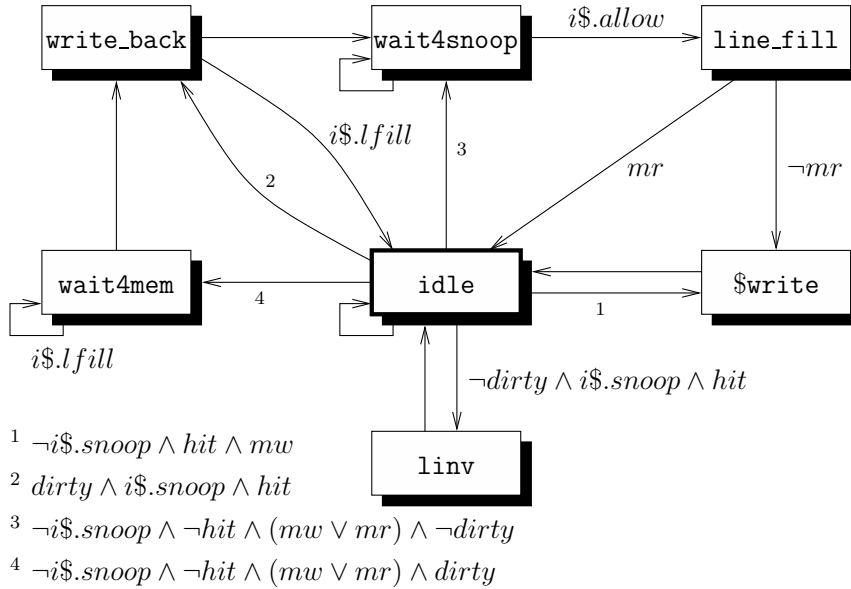 write_back
wait4snoop
i$.allow
line_fill
i$.lfill
3
mr
¬mr
2
wait4mem
4
idle
1
$write
i$.lfill
¬dirty ∧ i$.snoop ∧ hit
linv
1 ¬i$.snoop ∧ hit ∧ mw
2 dirty ∧ i$.snoop ∧ hit
3 ¬i$.snoop ∧ ¬hit ∧ (mw ∨ mr) ∧ ¬dirty
4 ¬i$.snoop ∧ ¬hit ∧ (mw ∨ mr) ∧ dirty